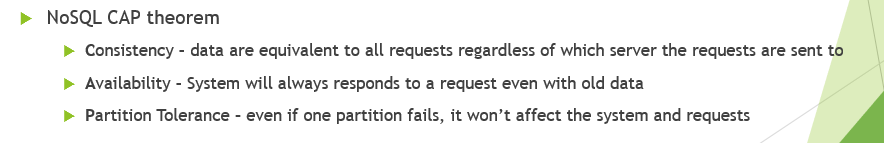 NoSQL CAP theorem
Consistency – data are equivalent to all requests regardless of which server the requests are sent to
Availability – System will always responds to a request even with old data
Partition Tolerance – even if one partition fails, it won’t affect the system and requests